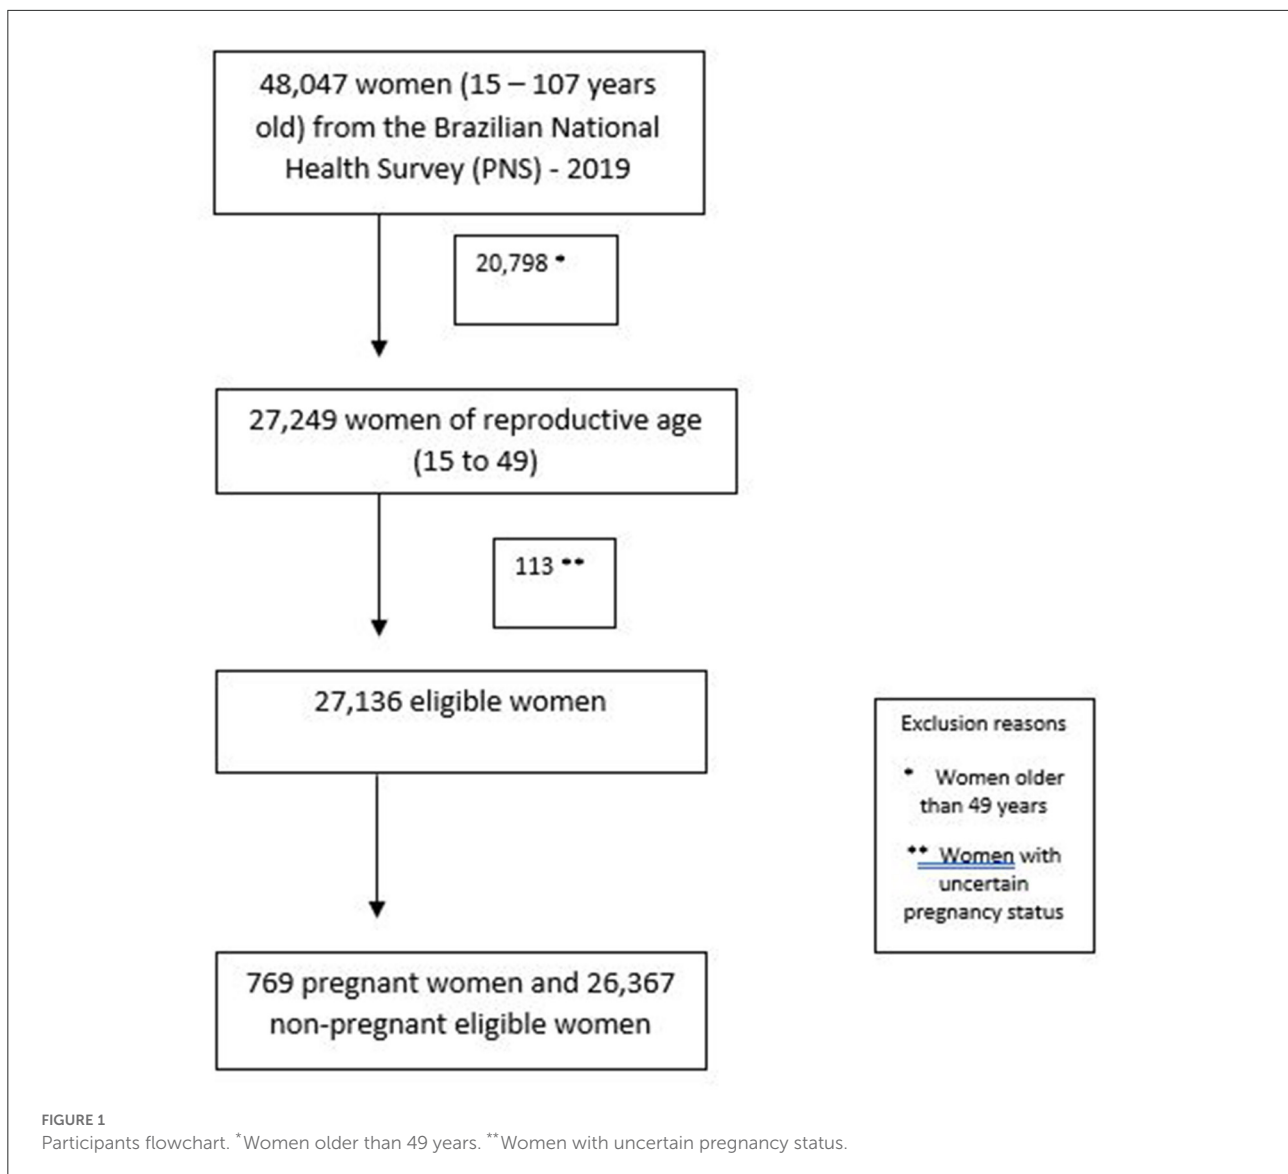 48,047 women (15 – 107 years
old) from the Brazilian National
Health Survey (PNS) - 2019
20,798 *
27,249 women of reproductive age
(15 to 49)
113 **
27,136 eligible women
Exclusion reasons
* Women older
than 49 years
** Women with
uncertain
pregnancy status
769 pregnant women and 26,367
non-pregnant eligible women
FIGURE 1
Participants flowchart. *Women older than 49 years. **Women with uncertain pregnancy status.